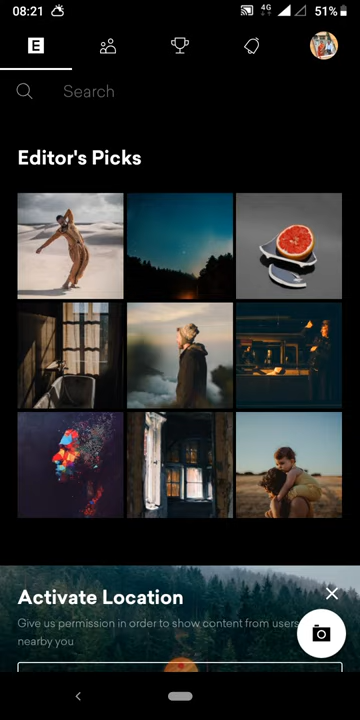 08:21
4G
51%
E
Search
Editor's Picks
Activate Location
Give us permission in order to show content from users
nearby you